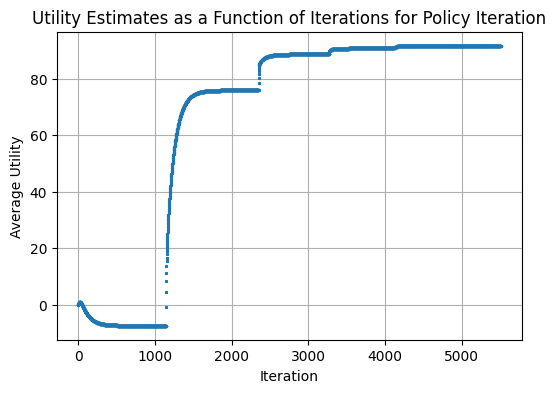 Utility Estimates as a Function of Iterations for Policy Iteration
Average Utility
80
60
40
20
0
0 1000 2000 3000 4000 5000
Iteration